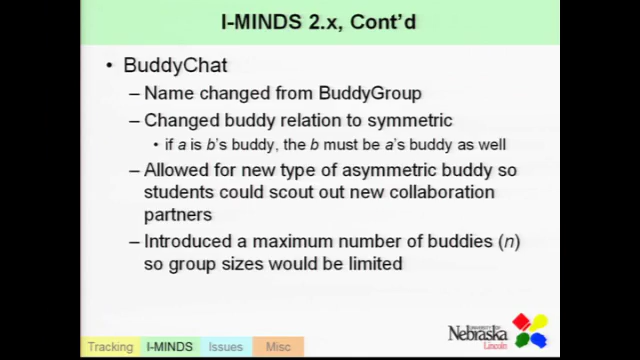 I-MINDS 2.x, Cont'd
• BuddyChat
– Name changed from BuddyGroup
– Changed buddy relation to symmetric
• if a is b's buddy, the b must be a's buddy as well
– Allowed for new type of asymmetric buddy so
students could scout out new collaboration
partners
– Introduced a maximum number of buddies (n)
so group sizes would be limited
UNIVERSITY OF
Nebraska
Lincoln
Tracking I-MINDS Issues Misc